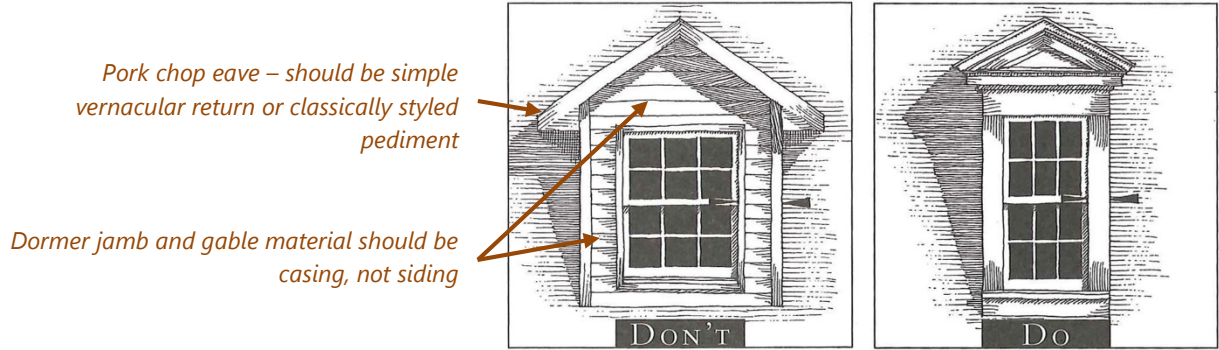 Pork chop eave – should be simple
vernacular return or classically styled
pediment
Dormer jamb and gable material should be
casing, not siding
DON'T
DO